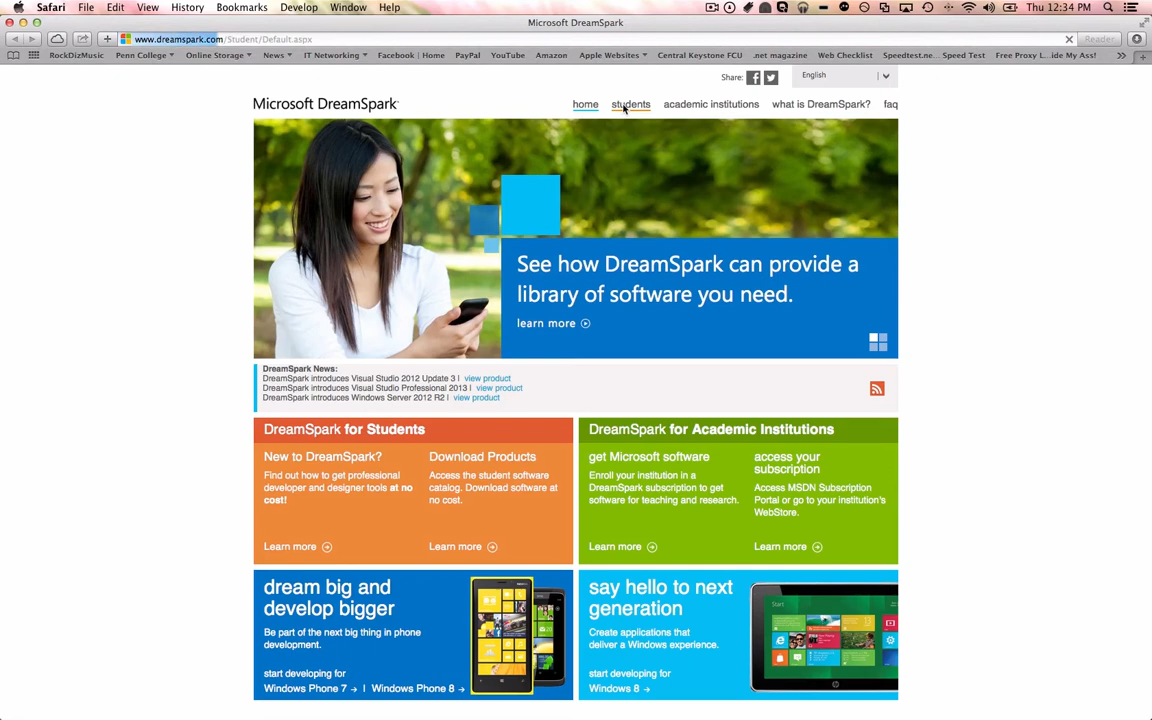 Safari File Edit View History Bookmarks Develop Window Help Thu 12:34 PM
Microsoft DreamSpark
www.dreamspark.com/Student/Default.aspx Reader
RockDizMusic Penn College Online Storage News IT Networking Facebook | Home PayPal YouTube Amazon Apple Websites Central Keystone FCU .net magazine Web Checklist Speedtest.ne... Speed Test Free Proxy L...ide My Ass!
Share: English
Microsoft DreamSpark home students academic institutions what is DreamSpark? faq
See how DreamSpark can provide a
library of software you need.
learn more
DreamSpark News:
DreamSpark introduces Visual Studio 2012 Update 3 | view product
DreamSpark introduces Visual Studio Professional 2013 | view product
DreamSpark introduces Windows Server 2012 R2 | view product
DreamSpark for Students
New to DreamSpark?
Find out how to get professional
developer and designer tools at no
cost!
Learn more
Download Products
Access the student software
catalog. Download software at
no cost.
Learn more
DreamSpark for Academic Institutions
get Microsoft software
Enroll your institution in a
DreamSpark subscription to get
software for teaching and research.
Learn more
access your
subscription
Access MSDN Subscription
Portal or go to your institution's
WebStore.
Learn more
dream big and
develop bigger
Be part of the next big thing in phone
development.
start developing for
Windows Phone 7 → | Windows Phone 8 →
say hello to next
generation
Create applications that
deliver a Windows experience.
start developing for
Windows 8 →
Start